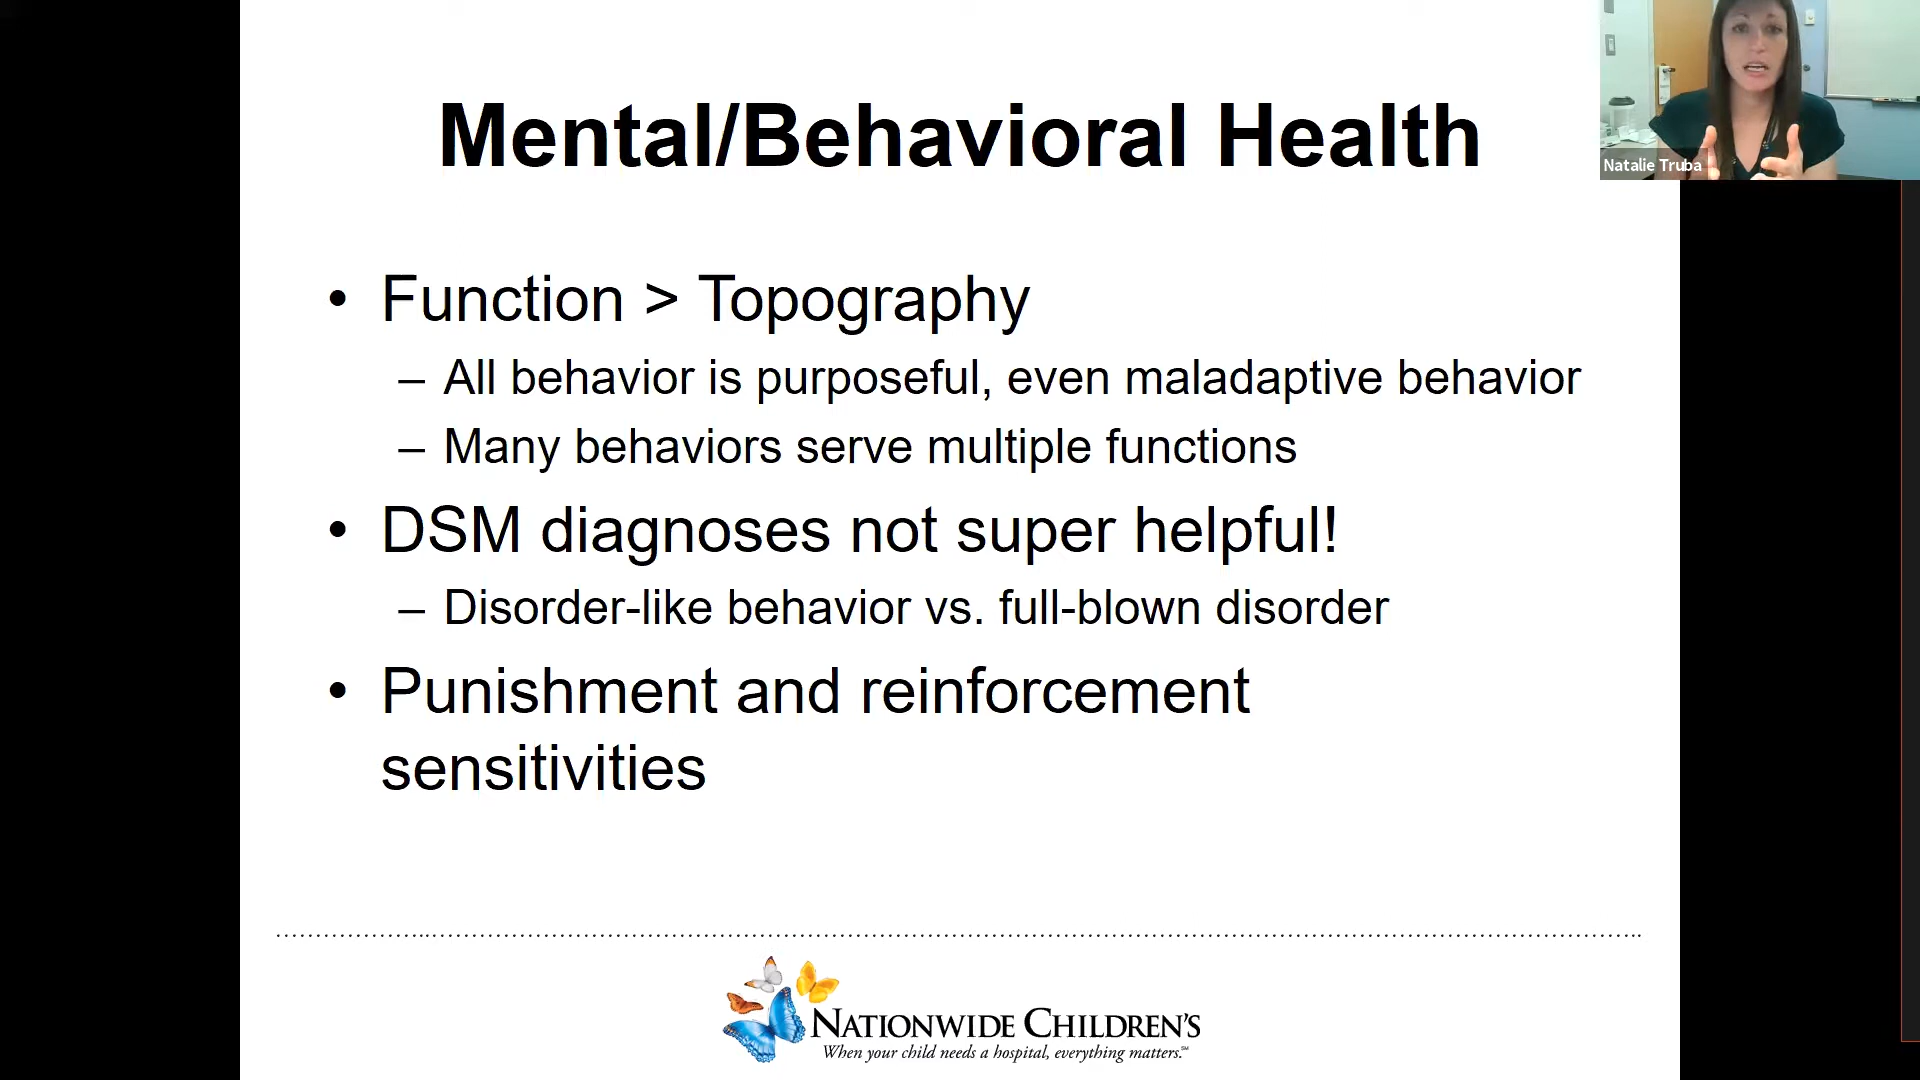 Mental/Behavioral Health
Natalie Truba
• Function > Topography
– All behavior is purposeful, even maladaptive behavior
– Many behaviors serve multiple functions
• DSM diagnoses not super helpful!
– Disorder-like behavior vs. full-blown disorder
• Punishment and reinforcement
sensitivities
NATIONWIDE CHILDREN'S
When your child needs a hospital, everything matters.℠